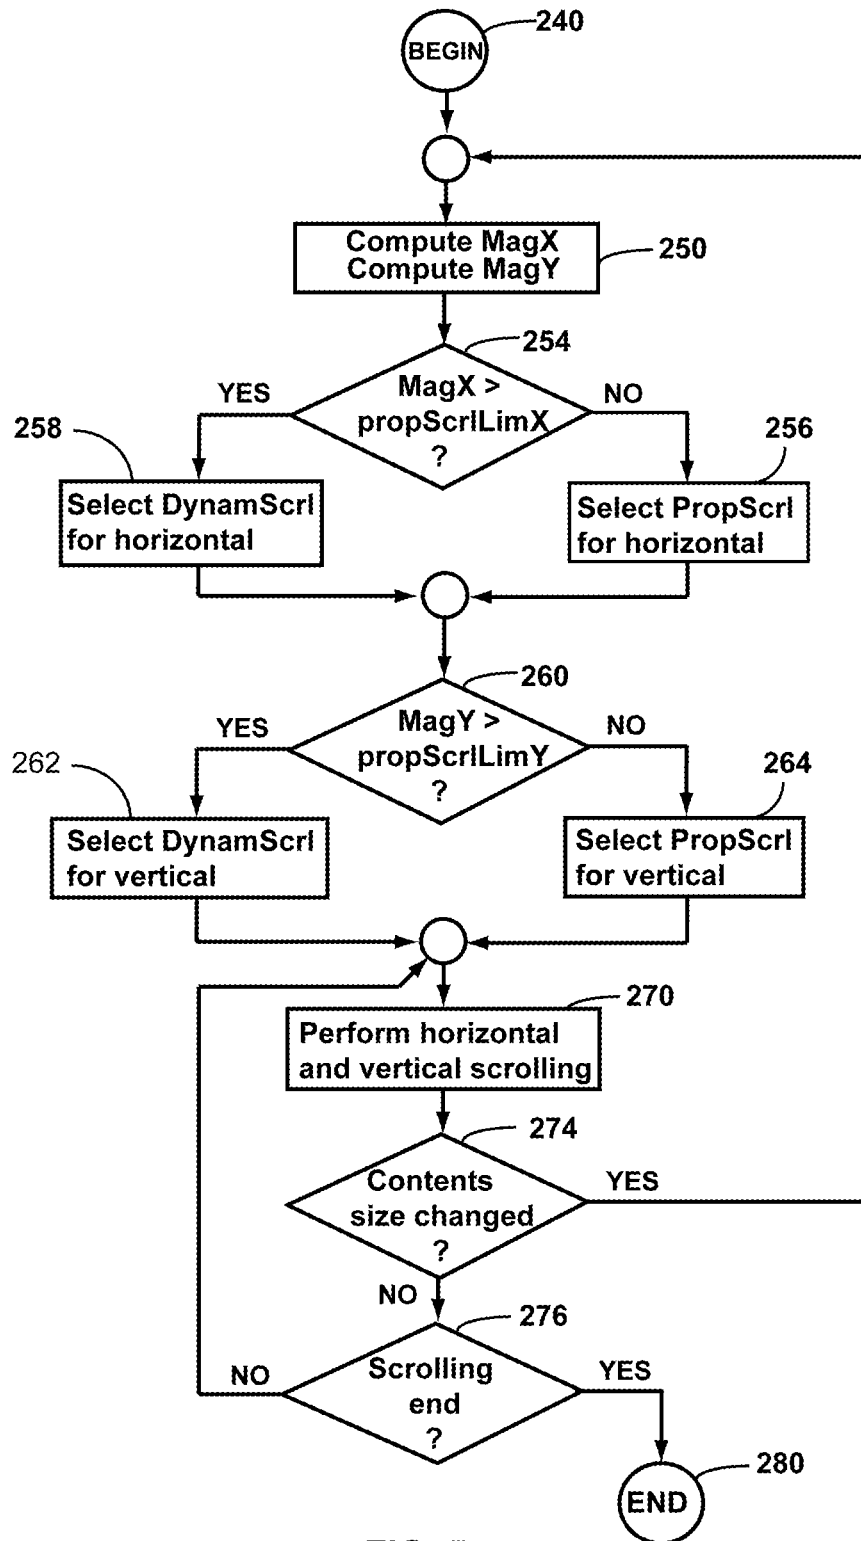 240
BEGIN
Compute MagX
Compute MagY
250
254
YES
MagX >
propScrlLimX
?
NO
258
256
Select DynamScrl
for horizontal
Select PropScrl
for horizontal
260
YES
MagY >
propScrlLimY
?
NO
262
264
Select DynamScrl
for vertical
Select PropScrl
for vertical
270
Perform horizontal
and vertical scrolling
274
Contents
size changed
?
YES
NO
276
NO
Scrolling
end
?
YES
280
END